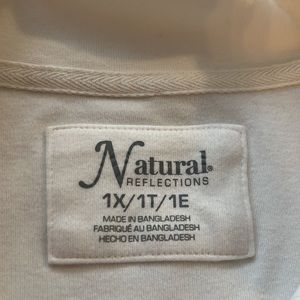 Natural®
REFLECTIONS
1X/1T/1E
MADE IN BANGLADESH
FABRIQUÉ AU BANGLADESH
HECHO EN BANGLADESH